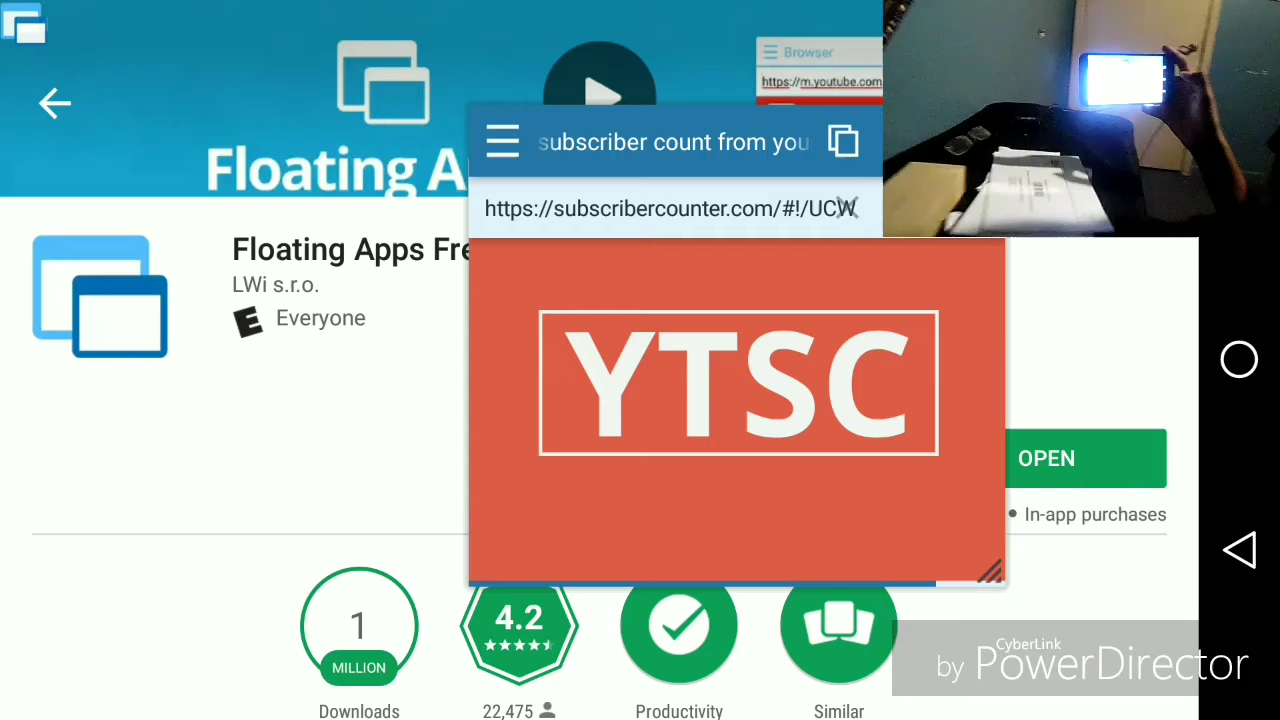 Browser
https://m.youtube.com
Floating A
subscriber count from you
https://subscribercounter.com/#!/UCW
Floating Apps Fre
LWi s.r.o.
E
Everyone
YTSC
OPEN
• In-app purchases
1
MILLION
Downloads
4.2
22,475
Productivity
Similar
CyberLink
by PowerDirector